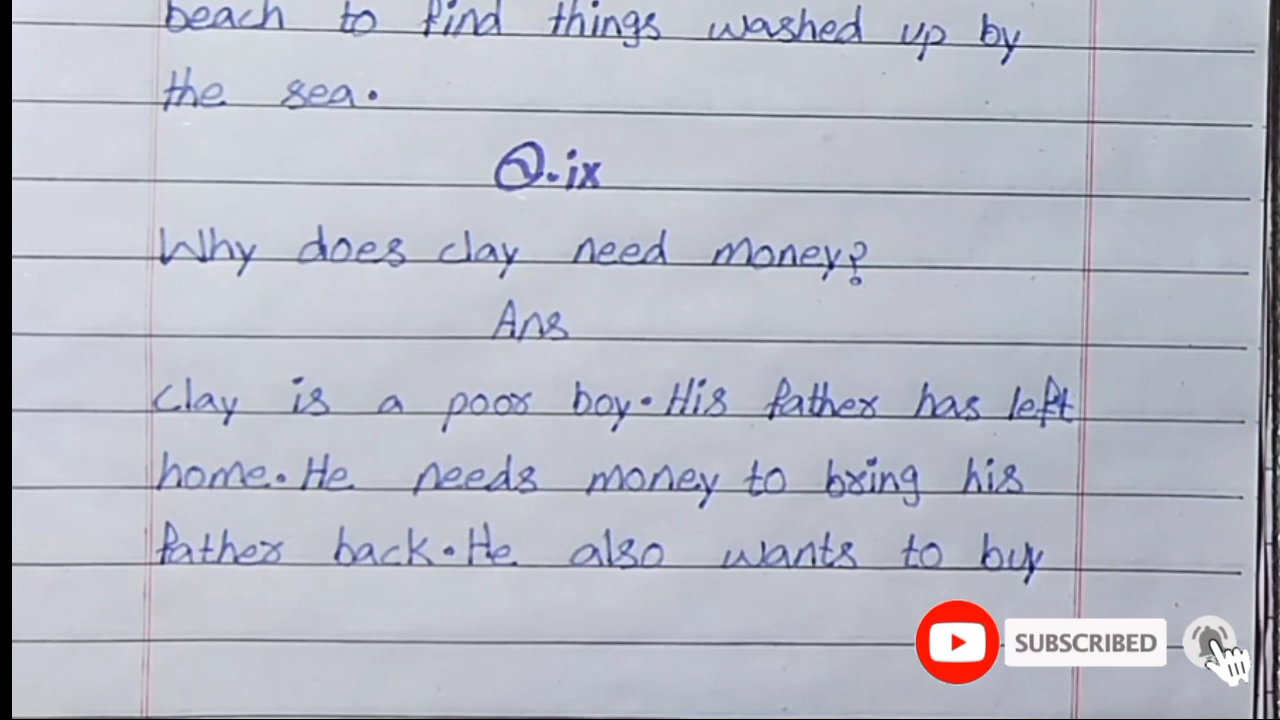 beach to find things washed up by
the sea.
Q.ix
Why does clay need money?
Ans
Clay is a poor boy. His father has left
home. He needs money to bring his
father back. He also wants to buy
SUBSCRIBED